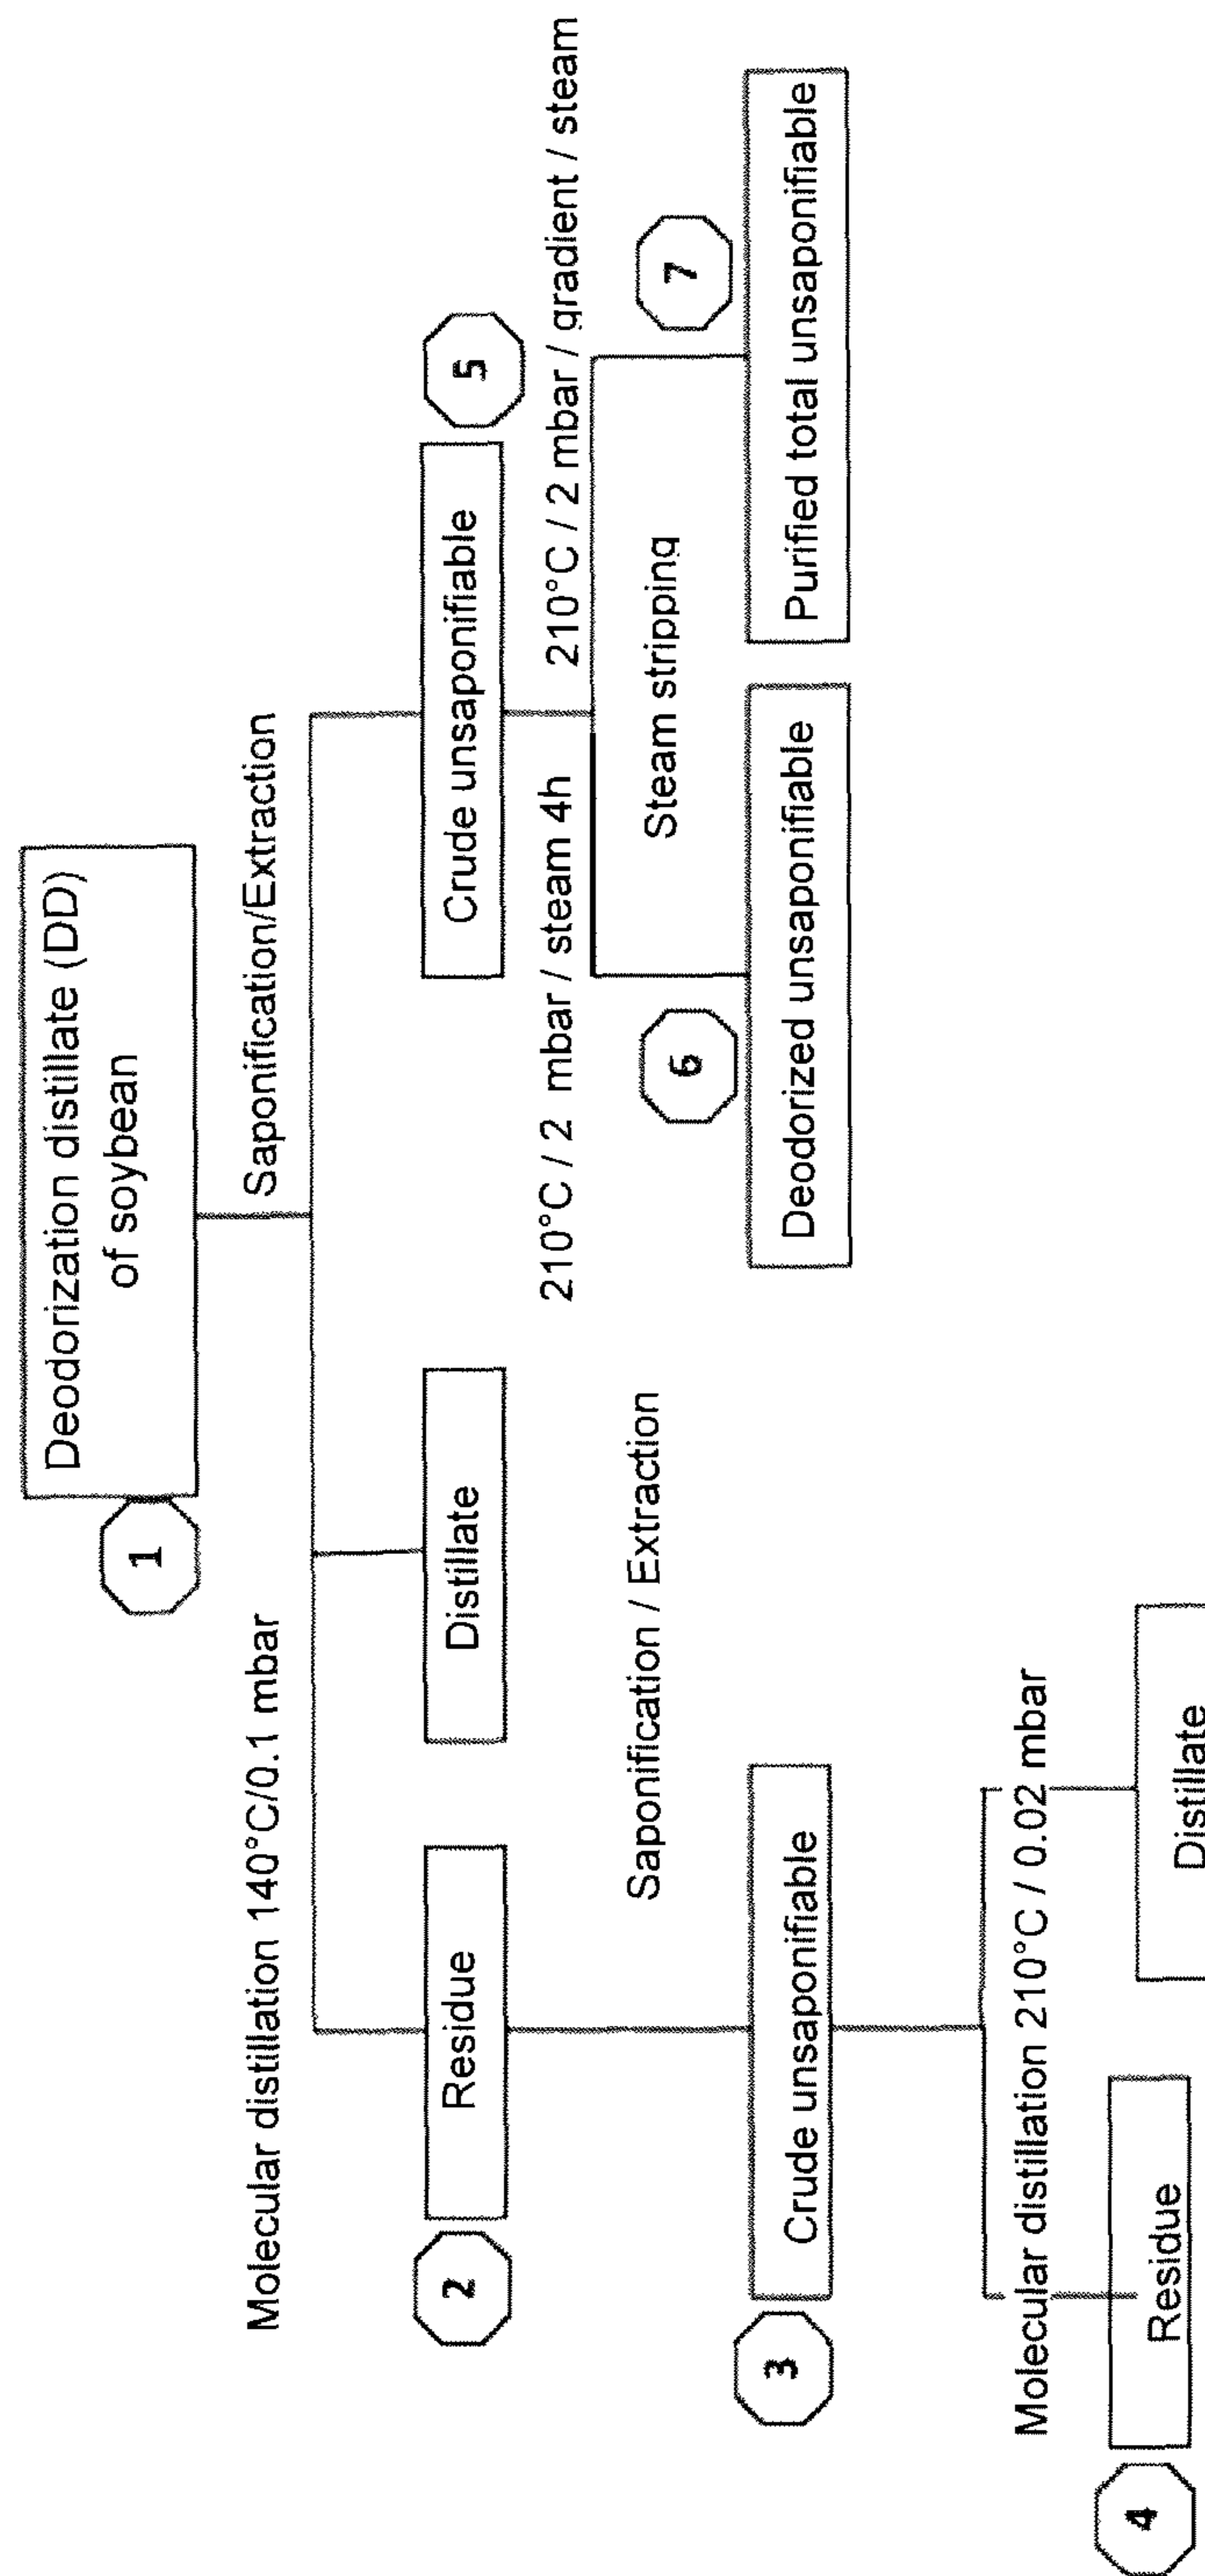 Deodorization distillate (DD)
of soybean
1
Molecular distillation 140°C/0.1 mbar
Saponification/Extraction
2
Residue
Distillate
Crude unsaponifiable
5
210°C / 2 mbar / steam 4h
210°C / 2 mbar / gradient / steam
Saponification / Extraction
Steam stripping
6
7
3
Crude unsaponifiable
Deodorized unsaponifiable
Purified total unsaponifiable
Molecular distillation 210°C / 0.02 mbar
4
Residue
Distillate